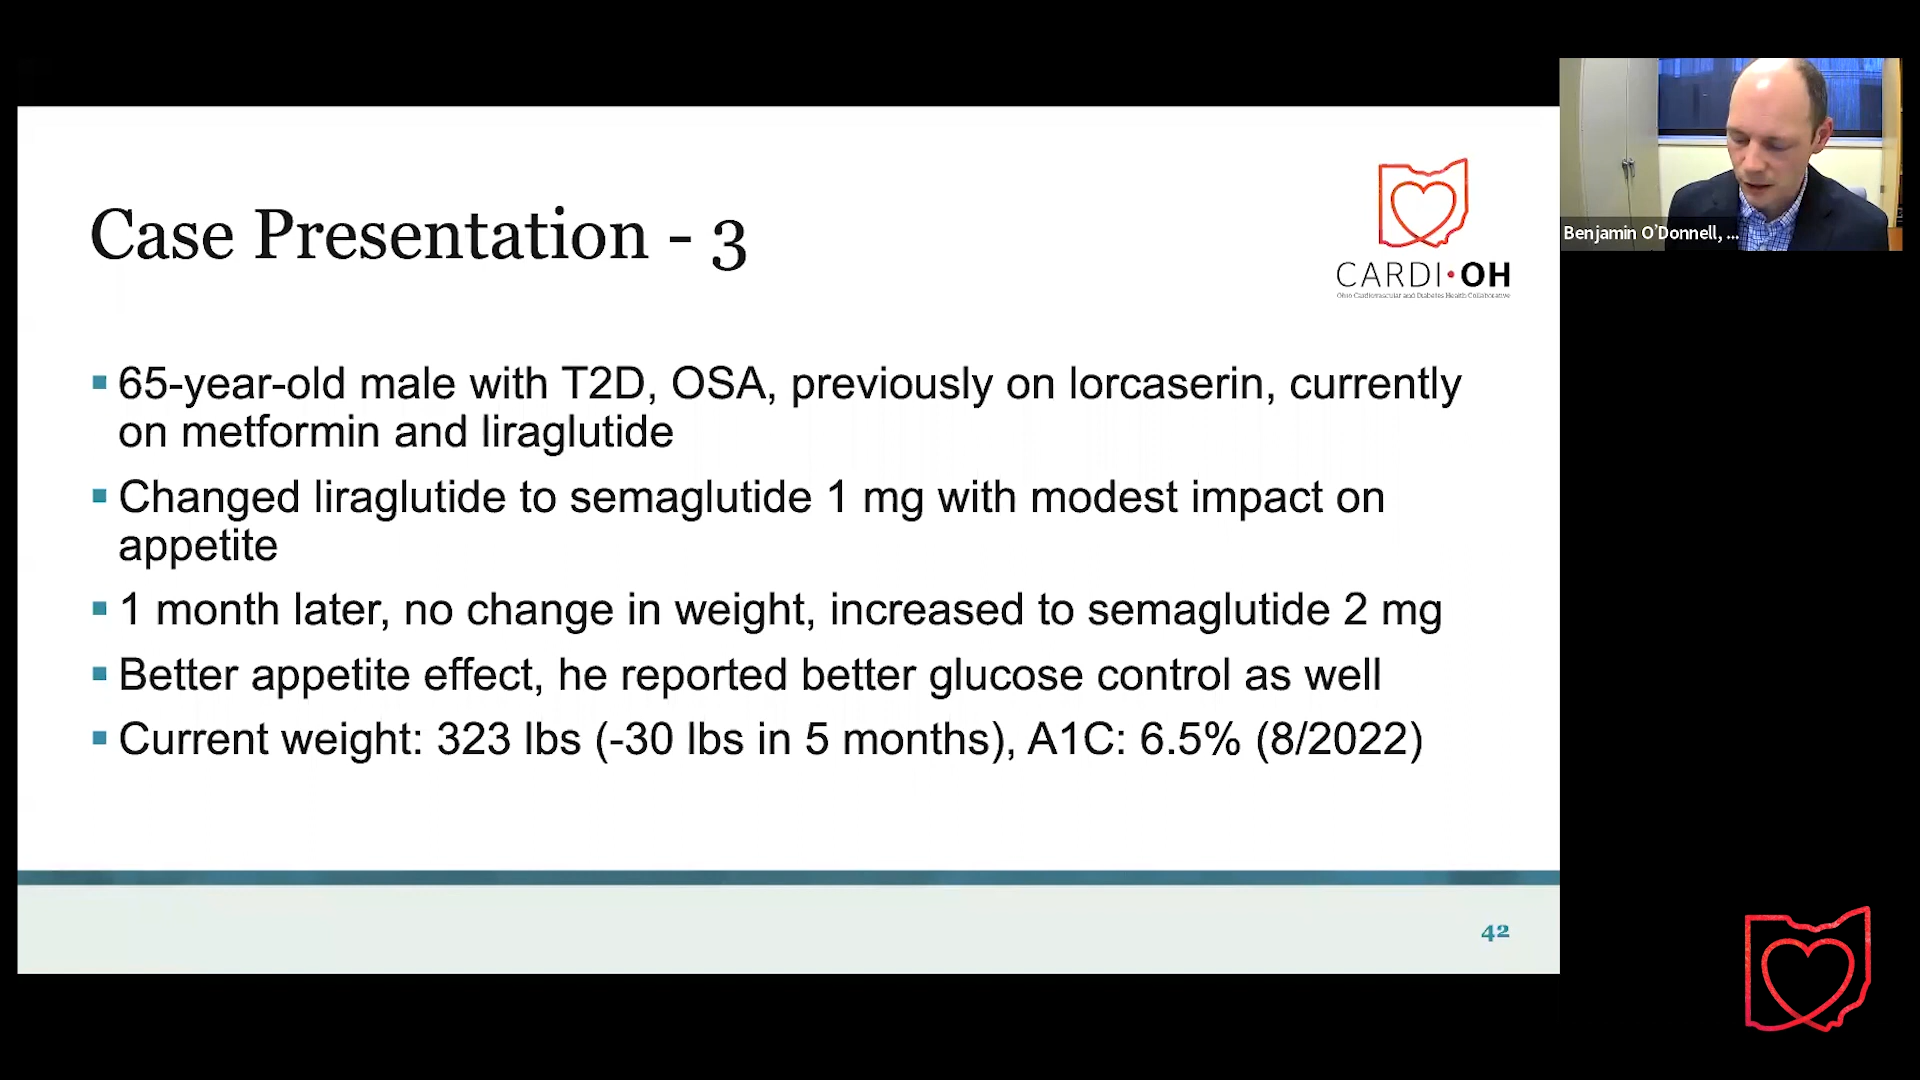 Case Presentation - 3
CARDI•OH
Ohio Cardiovascular and Diabetes Health Collaborative
Benjamin O'Donnell, ...
▪ 65-year-old male with T2D, OSA, previously on lorcaserin, currently
on metformin and liraglutide
▪ Changed liraglutide to semaglutide 1 mg with modest impact on
appetite
▪ 1 month later, no change in weight, increased to semaglutide 2 mg
▪ Better appetite effect, he reported better glucose control as well
▪ Current weight: 323 lbs (-30 lbs in 5 months), A1C: 6.5% (8/2022)
42